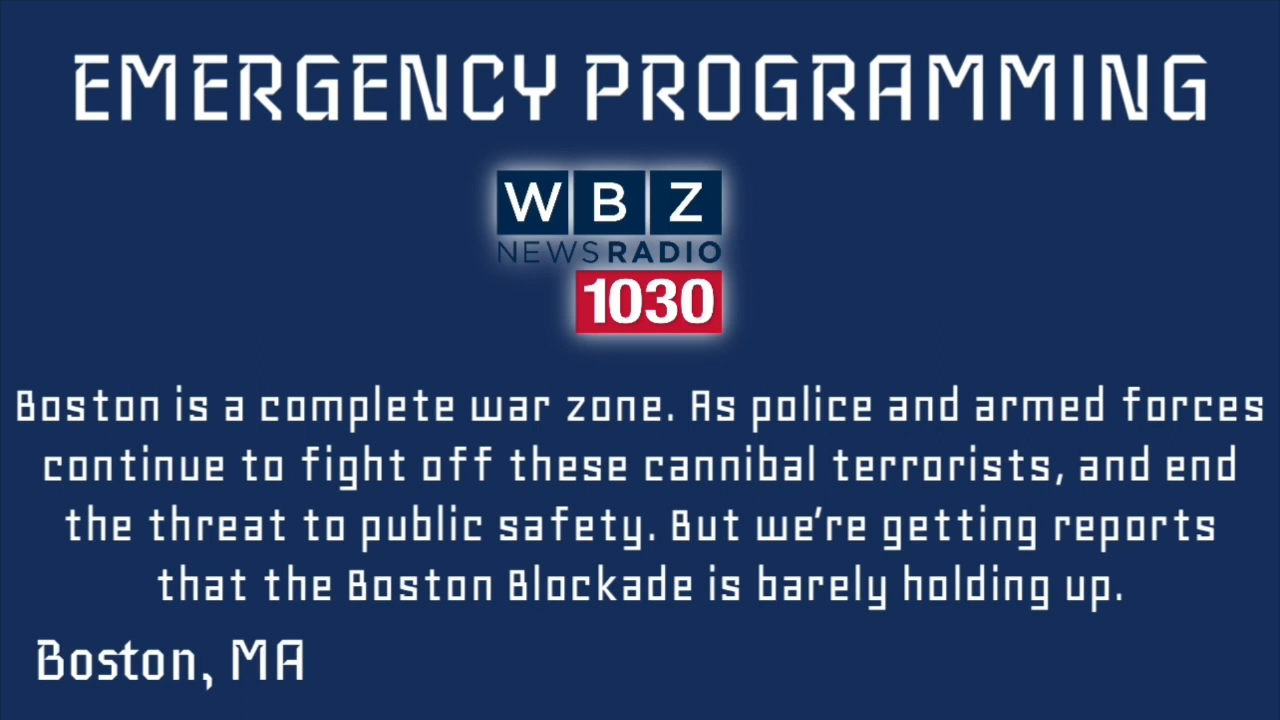 EMERGENCY PROGRAMMING
WBZ
NEWSRADIO
1030
Boston is a complete war zone. As police and armed forces
continue to fight off these cannibal terrorists, and end
the threat to public safety. But we're getting reports
that the Boston Blockade is barely holding up.
Boston, MA